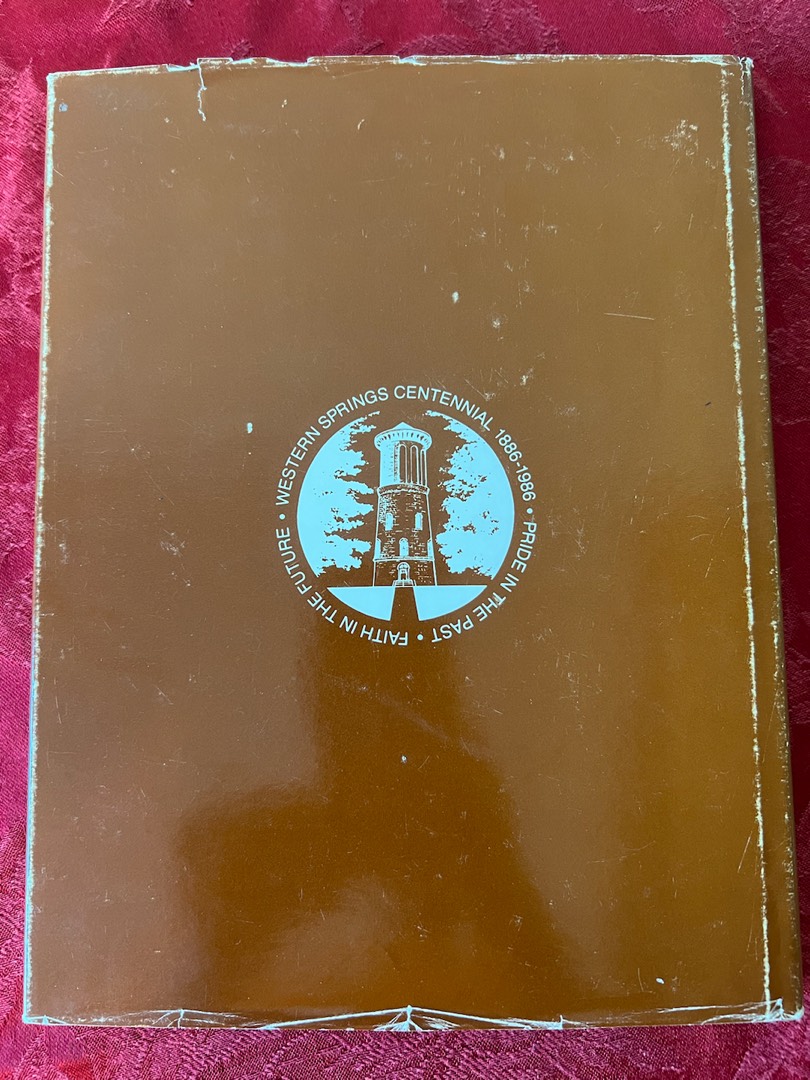 WESTERN SPRINGS CENTENNIAL 1886-1986 • PRIDE IN THE PAST • FAITH IN THE FUTURE •